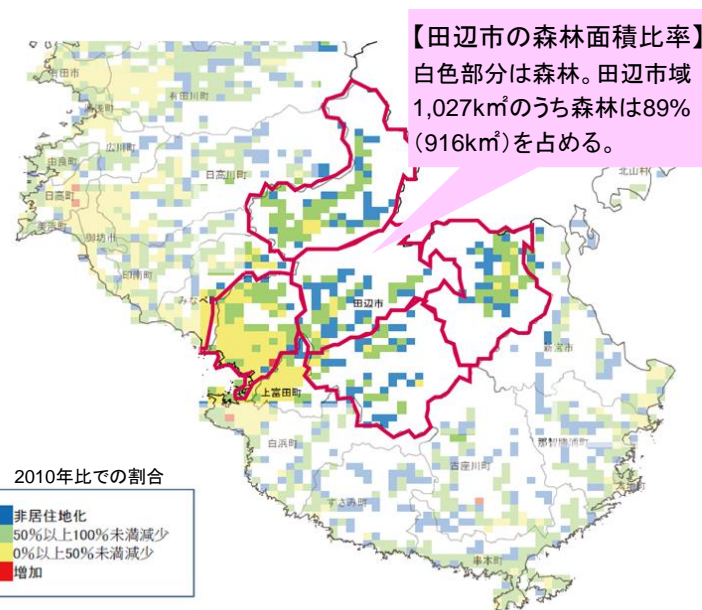 【田辺市の森林面積比率】
白色部分は森林。田辺市域
1,027k㎡のうち森林は89%
(916k㎡)を占める。
有田市
有田川町
広川町
由良町
日高川町
日高町
美浜町
御坊市
印南町
みなべ町
北山村
田辺市
新宮市
上富田町
白浜町
那智勝浦町
古座川町
太地町
すさみ町
串本町
2010年比での割合
非居住地化
50%以上100%未満減少
0%以上50%未満減少
増加